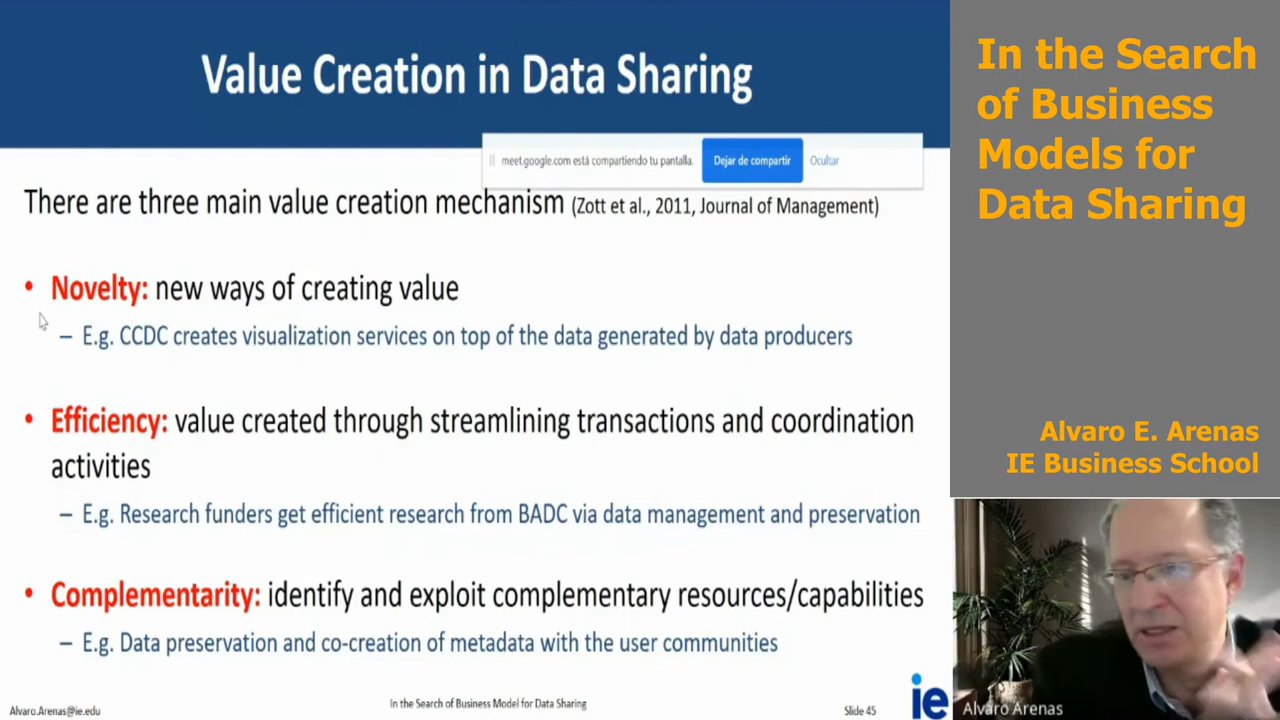 Value Creation in Data Sharing
meet.google.com está compartiendo tu pantalla.
Dejar de compartir
Ocultar
There are three main value creation mechanism (Zott et al., 2011, Journal of Management)
• Novelty: new ways of creating value
– E.g. CCDC creates visualization services on top of the data generated by data producers
• Efficiency: value created through streamlining transactions and coordination
activities
– E.g. Research funders get efficient research from BADC via data management and preservation
• Complementarity: identify and exploit complementary resources/capabilities
– E.g. Data preservation and co-creation of metadata with the user communities
Alvaro.Arenas@ie.edu
In the Search of Business Model for Data Sharing
Slide 45
ie
In the Search
of Business
Models for
Data Sharing
Alvaro E. Arenas
IE Business School
Alvaro Arenas